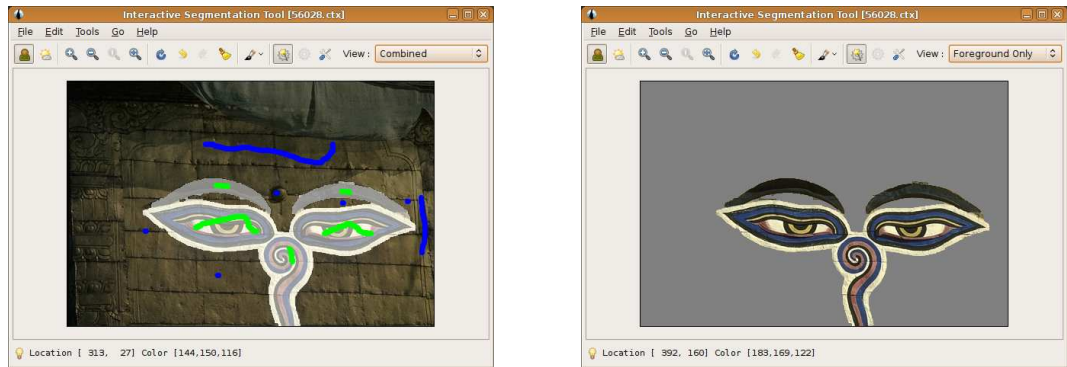 Interactive Segmentation Tool [56028.ctx]
File Edit Tools Go Help
View : Combined
Location [ 313, 27] Color [144,150,116]
Interactive Segmentation Tool [56028.ctx]
File Edit Tools Go Help
View : Foreground Only
Location [ 392, 160] Color [183,169,122]